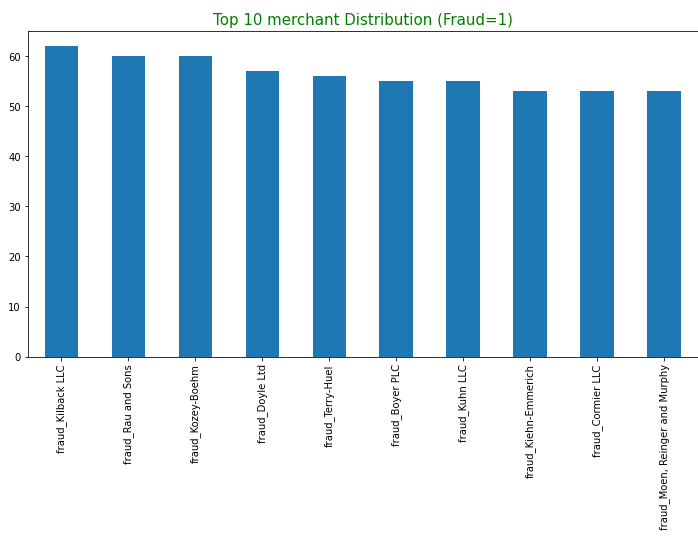 Top 10 merchant Distribution (Fraud=1)
60
50
40
30
20
10
0
fraud_Kilback LLC
fraud_Rau and Sons
fraud_Kozey-Boehm
fraud_Doyle Ltd
fraud_Terry-Huel
fraud_Boyer PLC
fraud_Kuhn LLC
fraud_Kiehn-Emmerich
fraud_Cormier LLC
fraud_Moen, Reinger and Murphy